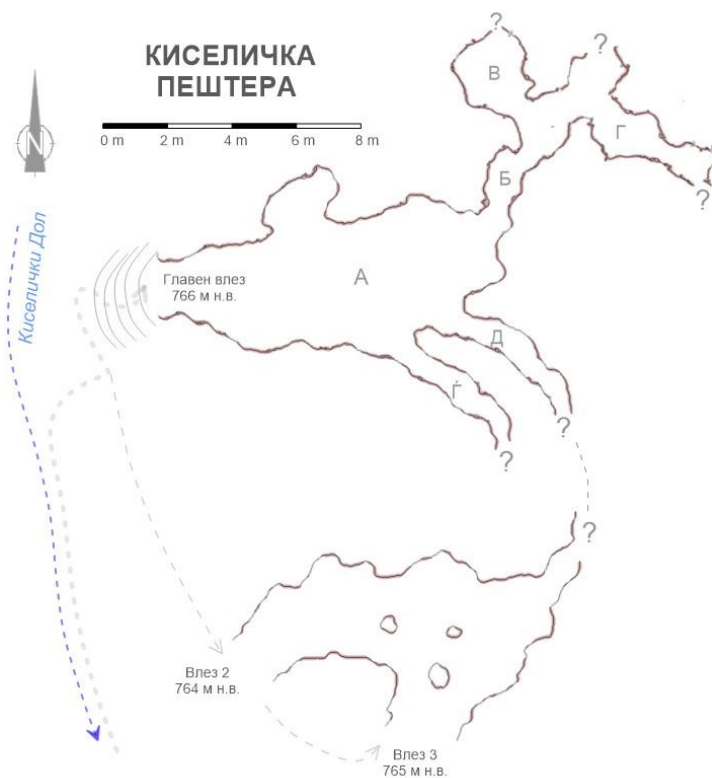 КИСЕЛИЧКА
ПЕШТЕРА
N
0 m 2 m 4 m 6 m 8 m
Киселички Дол
?
?
В
Г
?
Б
А
Главен влез
766 м н.в.
Д
Ѓ
?
?
?
Влез 2
764 м н.в.
Влез 3
765 м н.в.